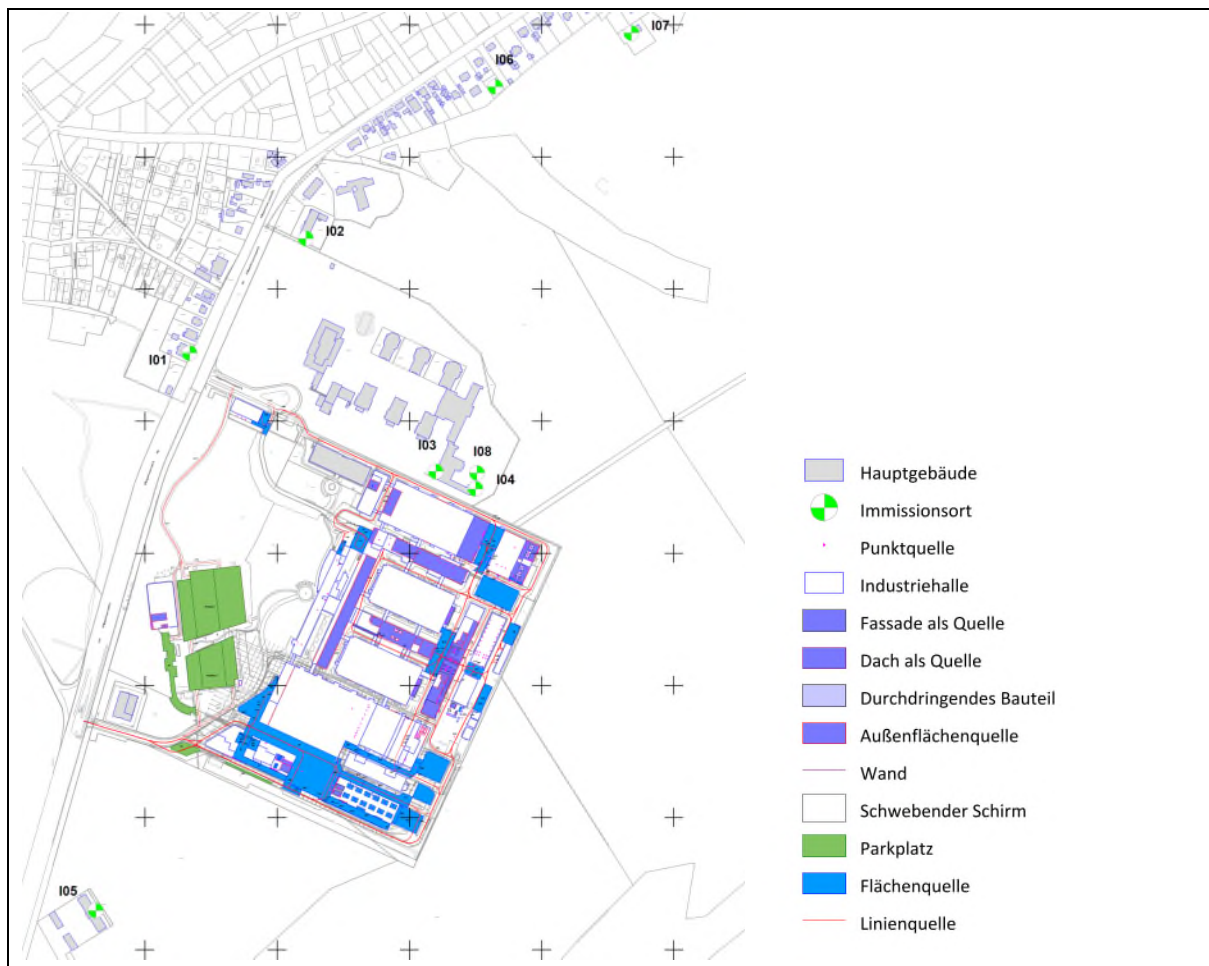 I07
I06
I02
I01
I03
I08
I04
I05
Hauptgebäude
Immissionsort
Punktquelle
Industriehalle
Fassade als Quelle
Dach als Quelle
Durchdringendes Bauteil
Außenflächenquelle
Wand
Schwebender Schirm
Parkplatz
Flächenquelle
Linienquelle